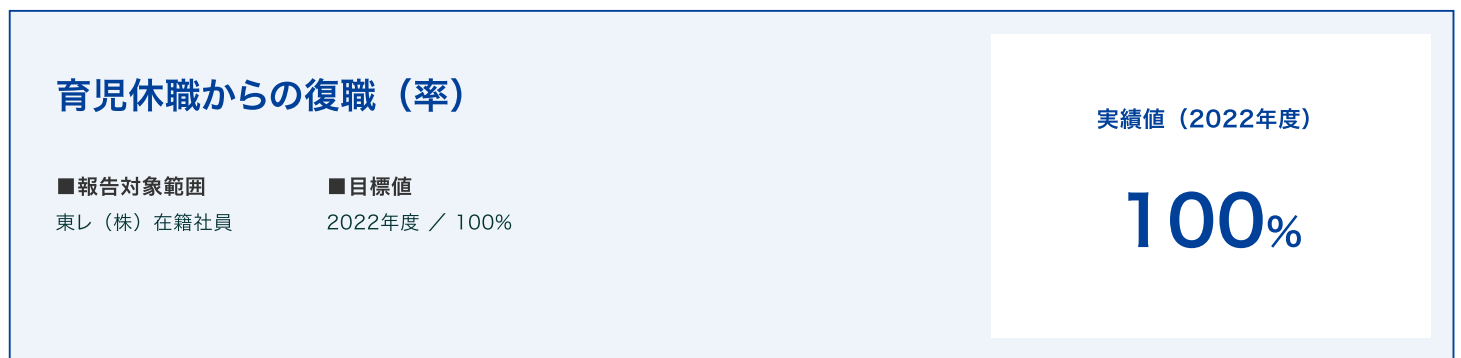 育児休職からの復職（率）
■報告対象範囲
東レ（株）在籍社員
■目標値
2022年度 ／ 100%
実績値（2022年度）
100%